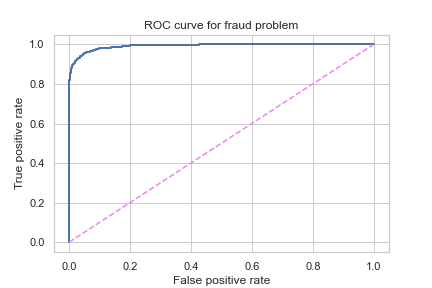 ROC curve for fraud problem
1.0
0.8
0.6
0.4
0.2
0.0
True positive rate
0.0 0.2 0.4 0.6 0.8 1.0
False positive rate